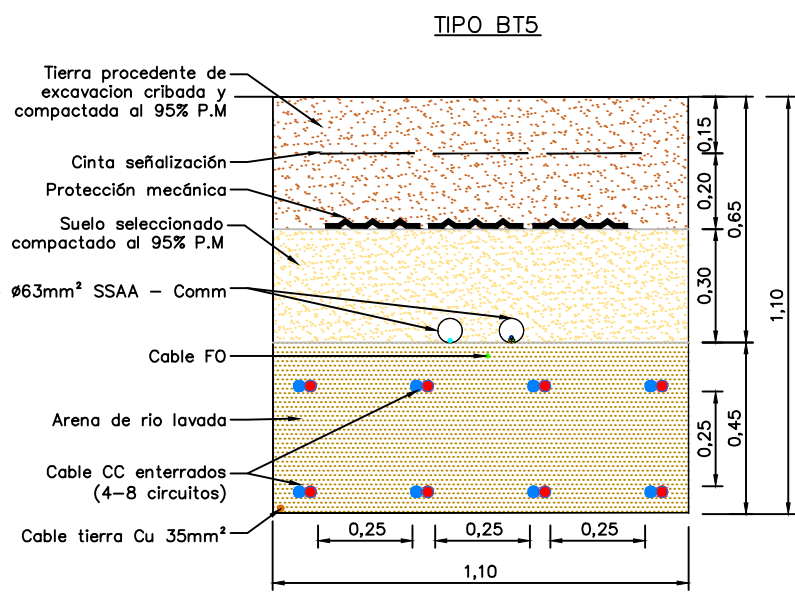 TIPO BT5
Tierra procedente de
excavacion cribada y
compactada al 95% P.M
Cinta señalización
Protección mecánica
Suelo seleccionado
compactado al 95% P.M
ø63mm² SSAA - Comm
Cable FO
Arena de rio lavada
Cable CC enterrados
(4-8 circuitos)
Cable tierra Cu 35mm²
0,15
0,20
0,65
0,30
1,10
0,25
0,45
0,25
0,25
0,25
1,10